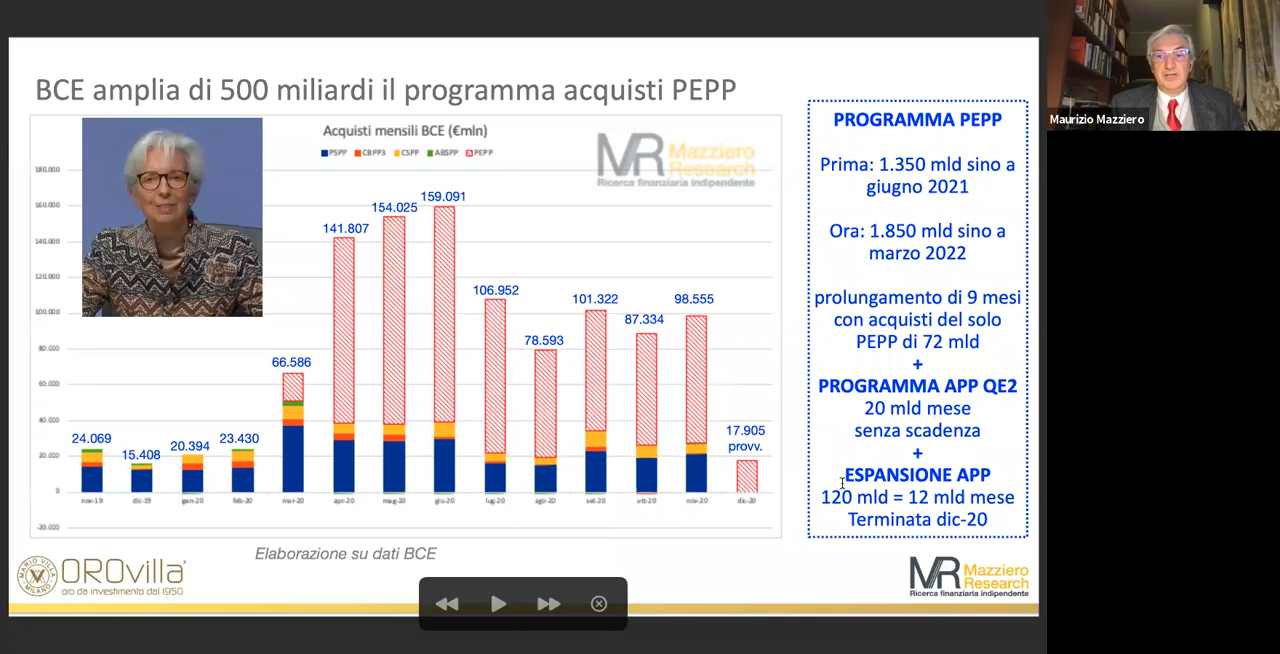 BCE amplia di 500 miliardi il programma acquisti PEPP
Acquisti mensili BCE (€mln)
PSPP CBPP3 CSPP ABSPP PEPP
MR Mazziero Research
Ricerca finanziaria indipendente
180.000
160.000
140.000
120.000
100.000
80.000
60.000
40.000
20.000
0
-20.000
24.069
15.408
20.394
23.430
66.586
141.807
154.025
159.091
106.952
78.593
101.322
87.334
98.555
17.905
provv.
nov-19 dic-19 gen-20 feb-20 mar-20 apr-20 mag-20 giu-20 lug-20 ago-20 set-20 ott-20 nov-20 dic-20
Elaborazione su dati BCE
PROGRAMMA PEPP
Prima: 1.350 mld sino a
giugno 2021
Ora: 1.850 mld sino a
marzo 2022
prolungamento di 9 mesi
con acquisti del solo
PEPP di 72 mld
+
PROGRAMMA APP QE2
20 mld mese
senza scadenza
+
ESPANSIONE APP
120 mld = 12 mld mese
Terminata dic-20
MARIO VILLA
MILANO
OROvilla
oro da investimento dal 1950
MR Mazziero
Research
Ricerca finanziaria indipendente
Maurizio Mazziero